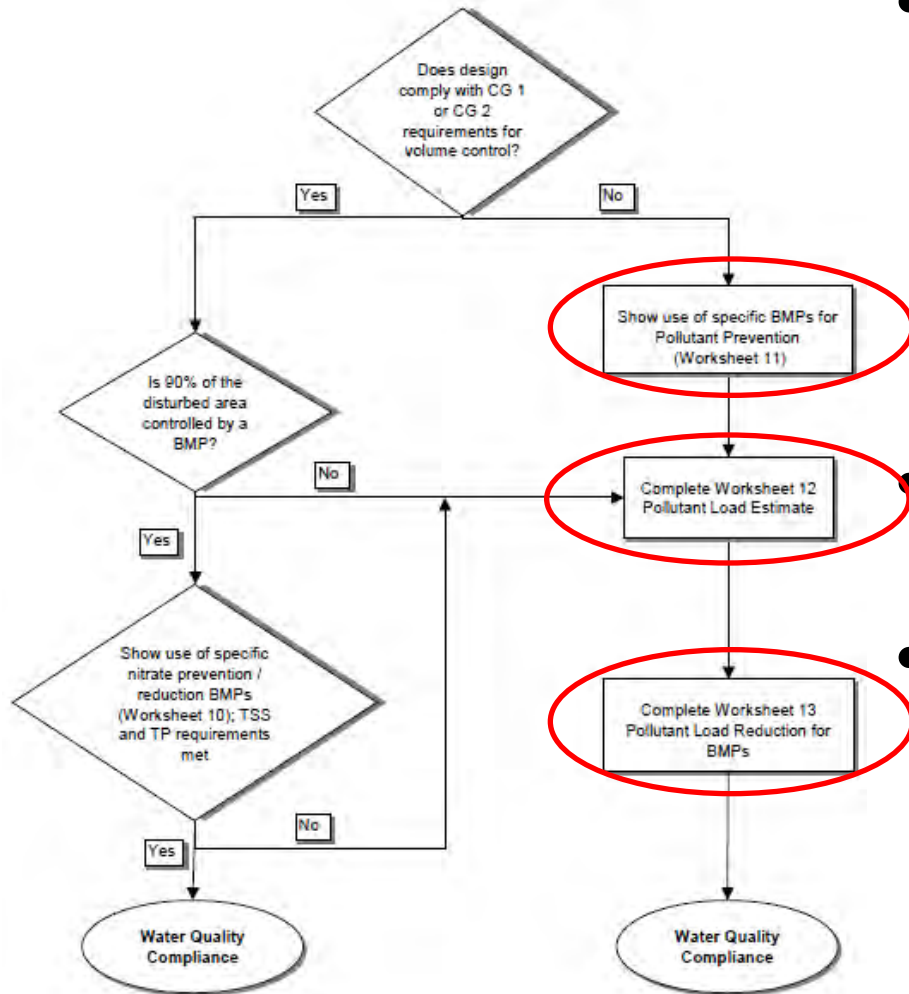 Does design
comply with CG 1
or CG 2
requirements for
volume control?
Yes
No
Show use of specific BMPs for
Pollutant Prevention
(Worksheet 11)
Is 90% of the
disturbed area
controlled by a
BMP?
No
Complete Worksheet 12
Pollutant Load Estimate
Yes
Show use of specific
nitrate prevention /
reduction BMPs
(Worksheet 10); TSS
and TP requirements
met
Complete Worksheet 13
Pollutant Load Reduction for
BMPs
No
Yes
Water Quality
Compliance
Water Quality
Compliance